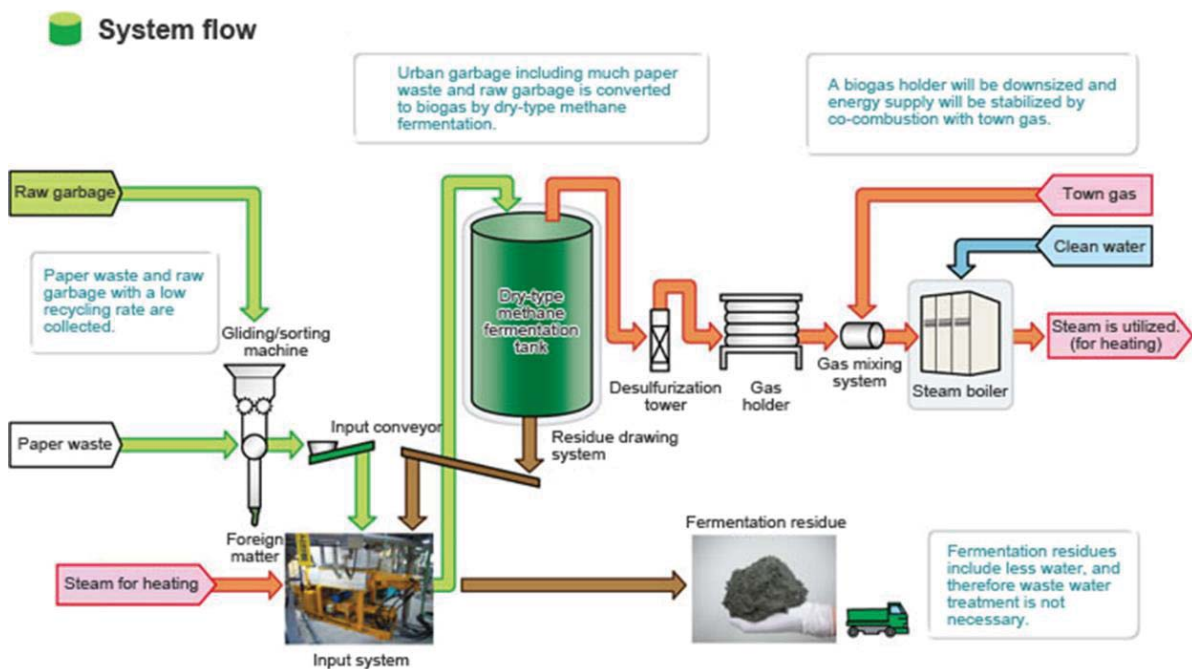 System flow
Urban garbage including much paper
waste and raw garbage is converted
to biogas by dry-type methane
fermentation.
A biogas holder will be downsized and
energy supply will be stabilized by
co-combustion with town gas.
Raw garbage
Town gas
Clean water
Paper waste and raw
garbage with a low
recycling rate are
collected.
Gliding/sorting
machine
Dry-type
methane
fermentation
tank
Desulfurization
tower
Gas
holder
Gas mixing
system
Steam boiler
Steam is utilized.
(for heating)
Paper waste
Input conveyor
Residue drawing
system
Foreign
matter
Steam for heating
Input system
Fermentation residue
Fermentation residues
include less water, and
therefore waste water
treatment is not
necessary.